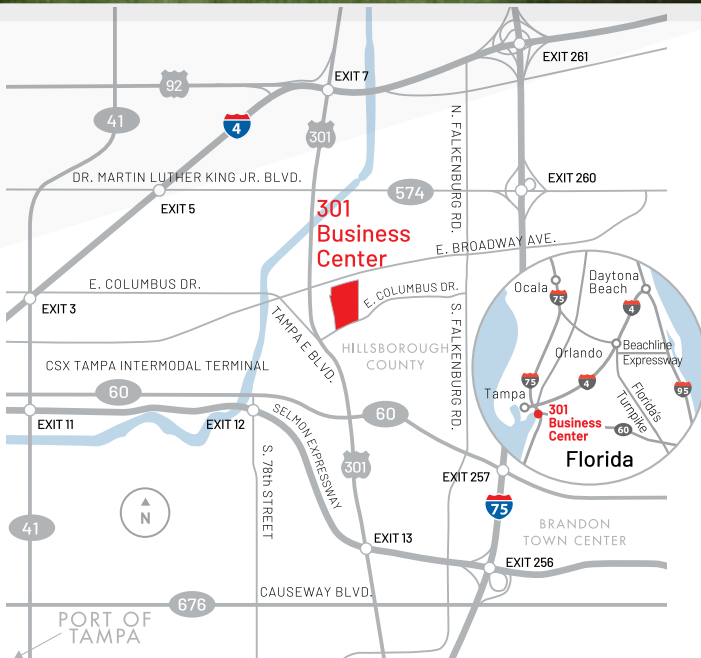 EXIT 7
EXIT 261
92
41
4
301
N. FALKENBURG RD.
DR. MARTIN LUTHER KING JR. BLVD.
574
EXIT 260
EXIT 5
301
Business
Center
E. BROADWAY AVE.
E. COLUMBUS DR.
E. COLUMBUS DR.
EXIT 3
TAMPA E BLVD.
HILLSBOROUGH
COUNTY
S. FALKENBURG RD.
CSX TAMPA INTERMODAL TERMINAL
60
60
EXIT 11
EXIT 12
SELMON EXPRESSWAY
S. 78th STREET
301
EXIT 257
75
N
41
BRANDON
TOWN CENTER
EXIT 13
EXIT 256
CAUSEWAY BLVD.
676
PORT OF
TAMPA
Ocala
75
Daytona
Beach
4
Orlando
Beachline
Expressway
75
4
95
Tampa
Florida's
Turnpike
301
Business
Center
60
Florida